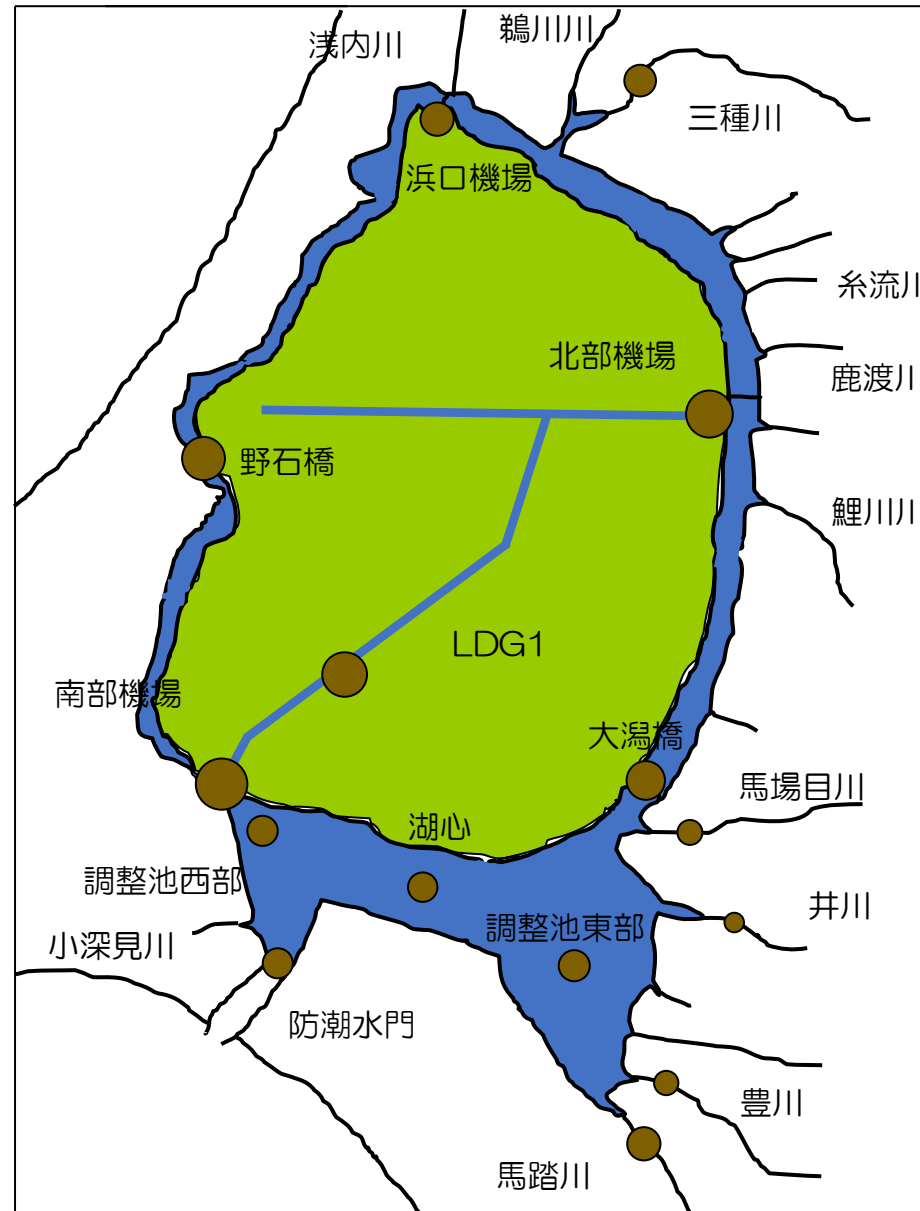 浅内川
鵜川川
三種川
浜口機場
糸流川
北部機場
鹿渡川
野石橋
鯉川川
LDG1
南部機場
大潟橋
馬場目川
湖心
調整池西部
井川
調整池東部
小深見川
防潮水門
豊川
馬踏川